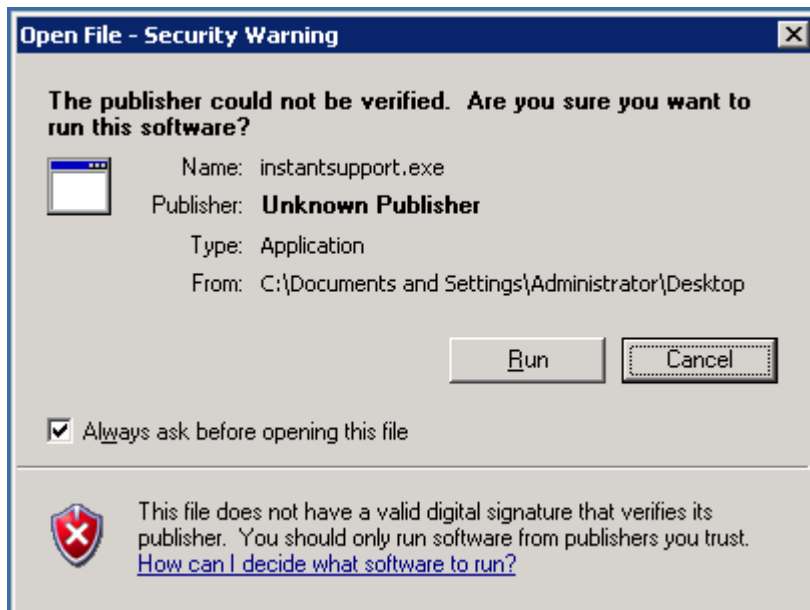 Open File - Security Warning
The publisher could not be verified. Are you sure you want to
run this software?
Name: instantsupport.exe
Publisher: Unknown Publisher
Type: Application
From: C:\Documents and Settings\Administrator\Desktop
Run Cancel
Always ask before opening this file
This file does not have a valid digital signature that verifies its
publisher. You should only run software from publishers you trust.
How can I decide what software to run?